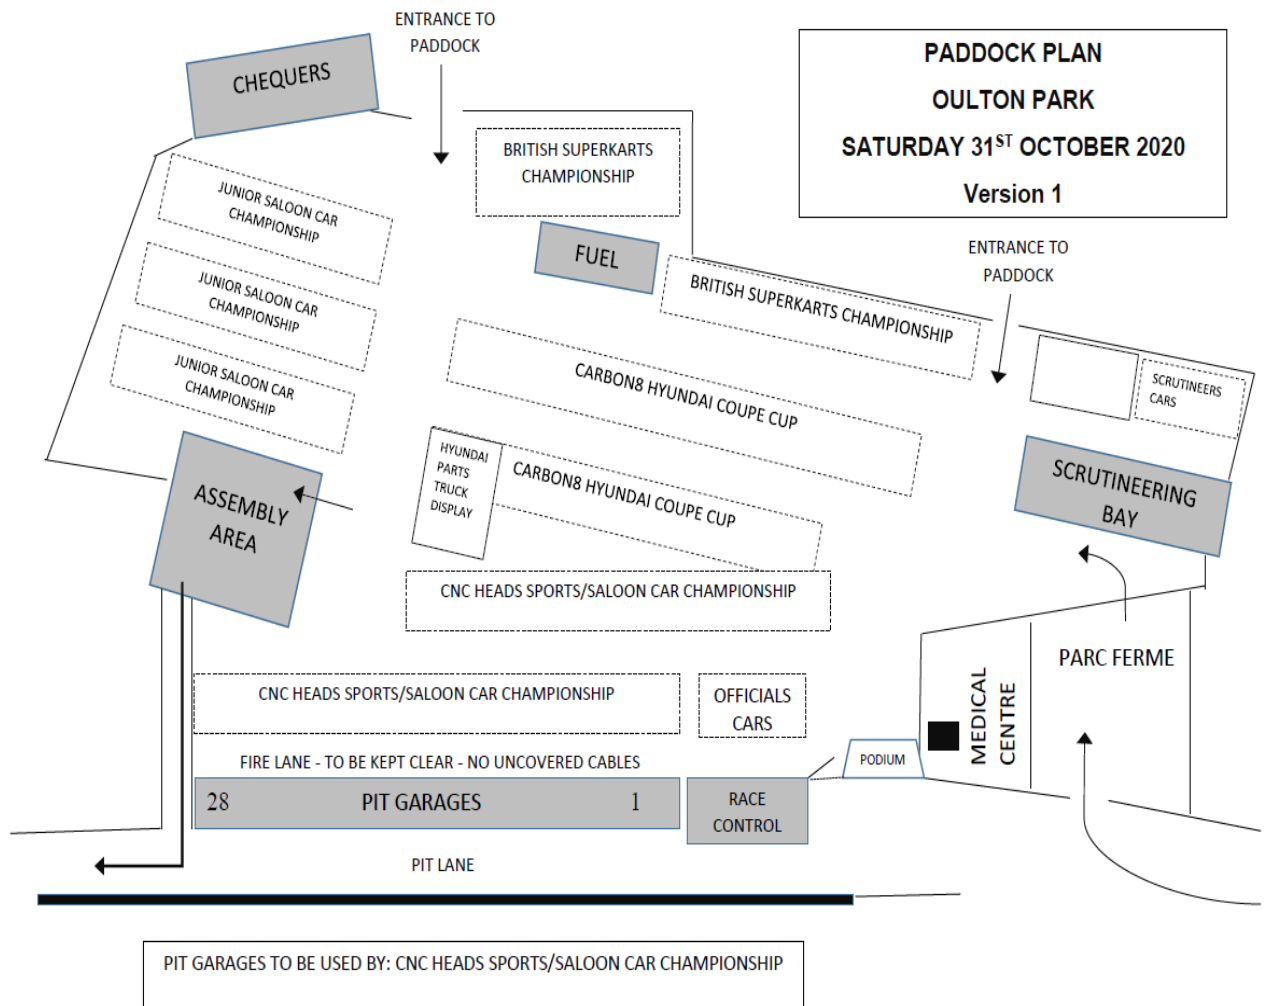 ENTRANCE TO
PADDOCK
CHEQUERS
PADDOCK PLAN
OULTON PARK
SATURDAY 31ST OCTOBER 2020
Version 1
BRITISH SUPERKARTS
CHAMPIONSHIP
JUNIOR SALOON CAR
CHAMPIONSHIP
FUEL
ENTRANCE TO
PADDOCK
JUNIOR SALOON CAR
CHAMPIONSHIP
BRITISH SUPERKARTS CHAMPIONSHIP
JUNIOR SALOON CAR
CHAMPIONSHIP
CARBON8 HYUNDAI COUPE CUP
SCRUTINEERS
CARS
HYUNDAI
PARTS
TRUCK
DISPLAY
CARBON8 HYUNDAI COUPE CUP
SCRUTINEERING
BAY
ASSEMBLY
AREA
CNC HEADS SPORTS/SALOON CAR CHAMPIONSHIP
PARC FERME
MEDICAL
CENTRE
CNC HEADS SPORTS/SALOON CAR CHAMPIONSHIP
OFFICIALS
CARS
PODIUM
FIRE LANE - TO BE KEPT CLEAR - NO UNCOVERED CABLES
28 PIT GARAGES 1
RACE
CONTROL
PIT LANE
PIT GARAGES TO BE USED BY: CNC HEADS SPORTS/SALOON CAR CHAMPIONSHIP